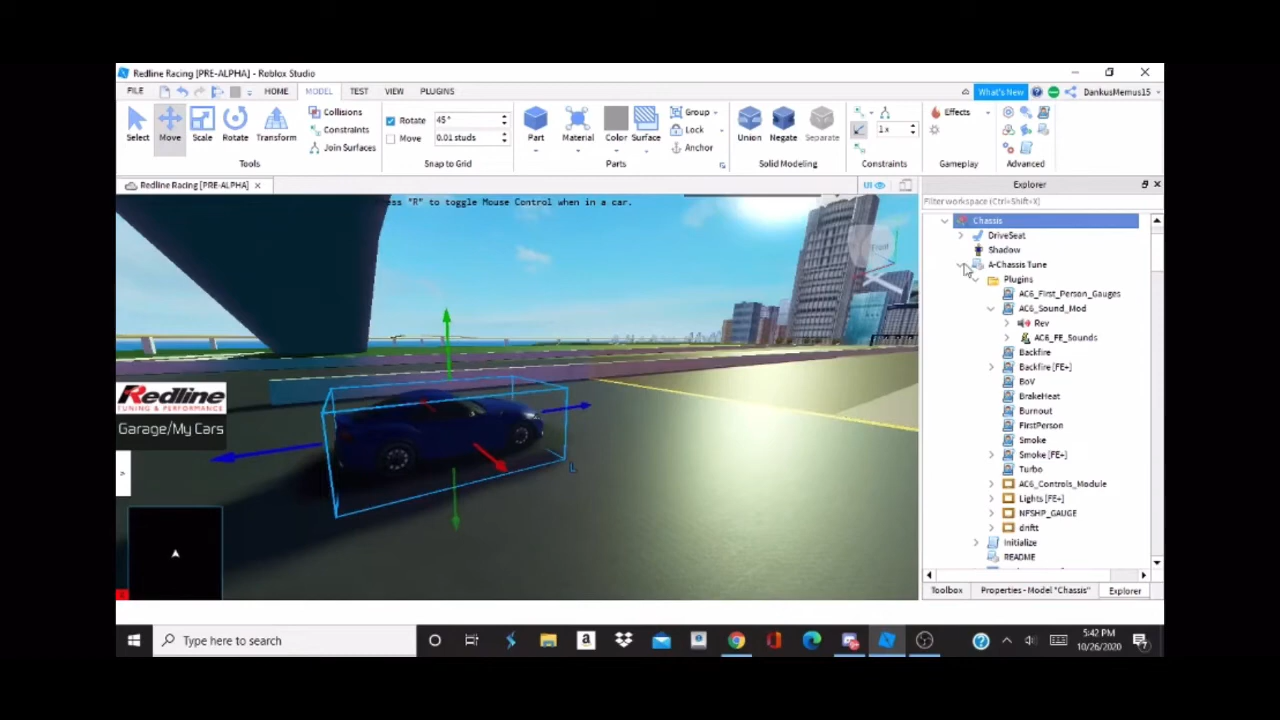 Redline Racing [PRE-ALPHA] - Roblox Studio
FILE HOME MODEL TEST VIEW PLUGINS
What's New
DankusMemus15
Select Move Scale Rotate Transform
Collisions
Constraints
Join Surfaces
Tools
Rotate 45 °
Move 0.01 studs
Snap to Grid
Part Material Color Surface
Group
Lock
Anchor
Parts
Union Negate Separate
Solid Modeling
1 x
Constraints
Effects
Gameplay
Advanced
Redline Racing [PRE-ALPHA] ×
UI
"R" to toggle Mouse Control when in a car.
Redline
TUNING & PERFORMANCE
Garage/My Cars
>
Explorer
Filter workspace (Ctrl+Shift+X)
Chassis
DriveSeat
Shadow
A-Chassis Tune
Plugins
AC6_First_Person_Gauges
AC6_Sound_Mod
Rev
AC6_FE_Sounds
Backfire
Backfire [FE+]
BoV
BrakeHeat
Burnout
FirstPerson
Smoke
Smoke [FE+]
Turbo
AC6_Controls_Module
Lights [FE+]
NFSHP_GAUGE
Initialize
README
Toolbox Properties - Model "Chassis" Explorer
Type here to search
5:42 PM
10/26/2020